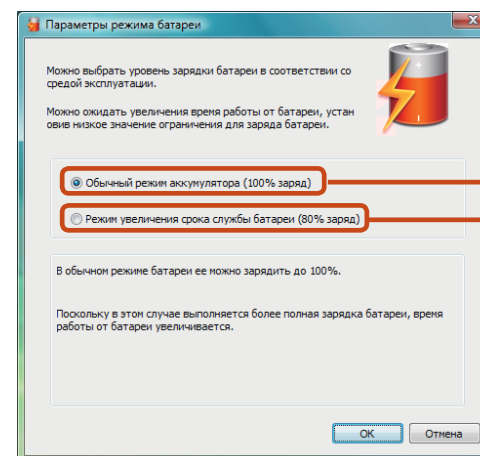 Параметры режима батареи
Можно выбрать уровень зарядки батареи в соответствии со
средой эксплуатации.
Можно ожидать увеличения время работы от батареи, устан
овив низкое значение ограничения для заряда батареи.
Обычный режим аккумулятора (100% заряд)
Режим увеличения срока службы батареи (80% заряд)
В обычном режиме батареи ее можно зарядить до 100%.
Поскольку в этом случае выполняется более полная зарядка батареи, время
работы от батареи увеличивается.
ОК
Отмена